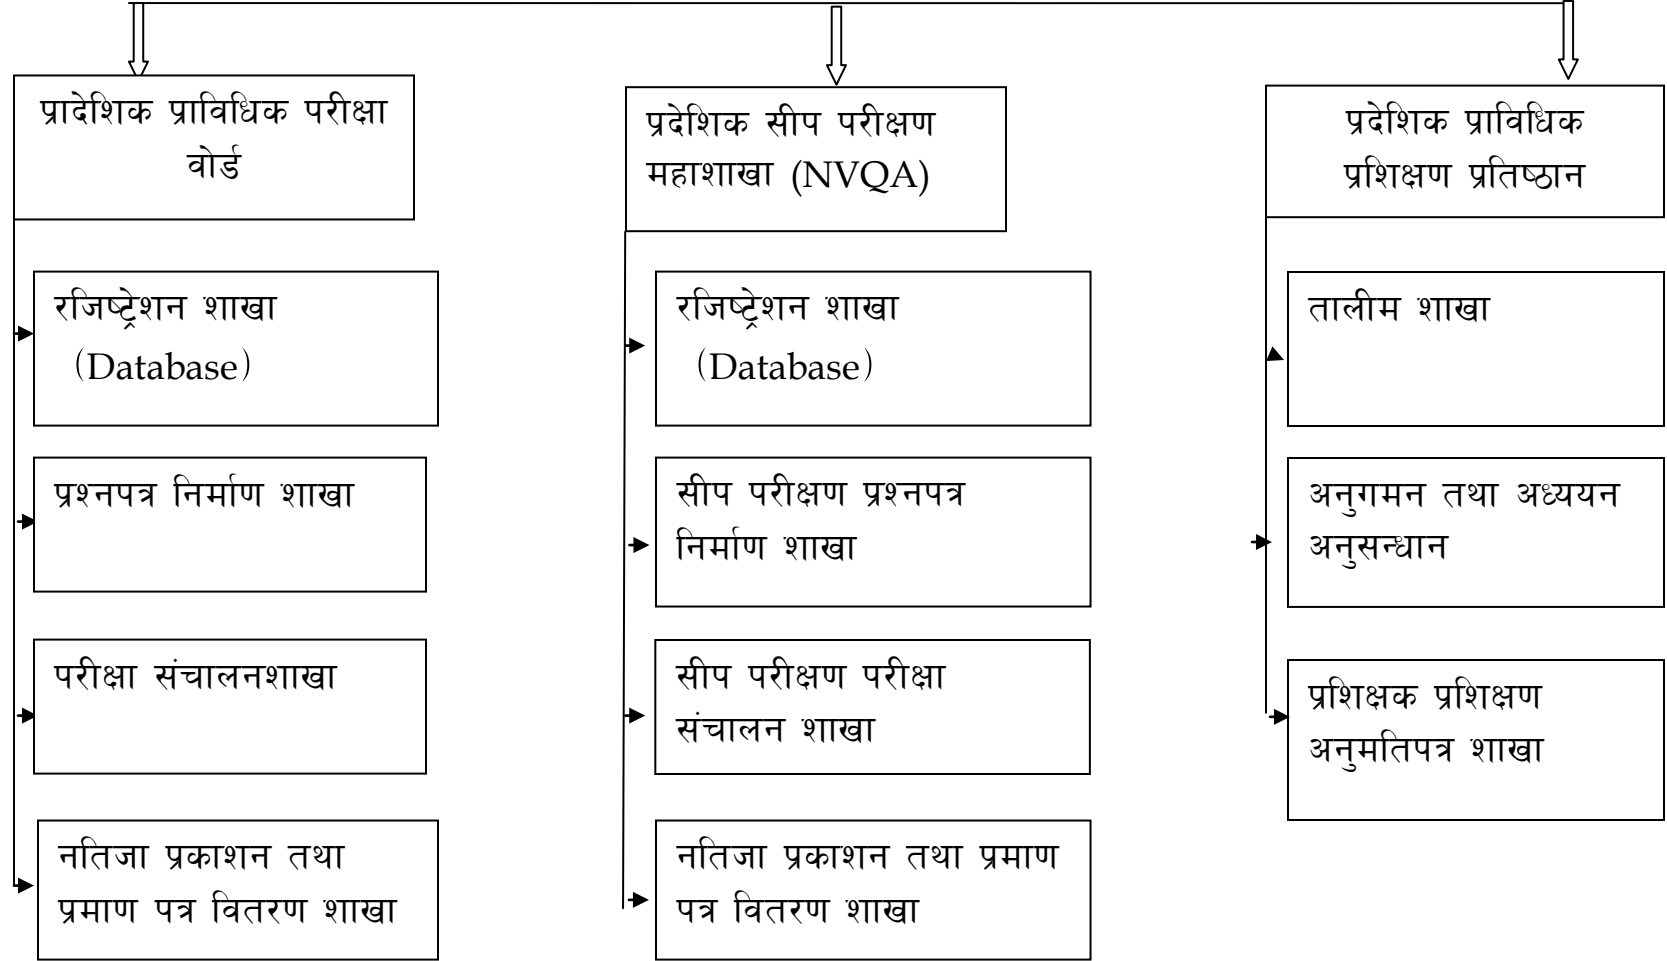 प्रादेशिक प्राविधिक परीक्षा
वोर्ड
रजिष्ट्रेशन शाखा
(Database)
प्रश्नपत्र निर्माण शाखा
परीक्षा संचालनशाखा
नतिजा प्रकाशन तथा
प्रमाण पत्र वितरण शाखा
प्रदेशिक सीप परीक्षण
महाशाखा (NVQA)
रजिष्ट्रेशन शाखा
(Database)
सीप परीक्षण प्रश्नपत्र
निर्माण शाखा
सीप परीक्षण परीक्षा
संचालन शाखा
नतिजा प्रकाशन तथा प्रमाण
पत्र वितरण शाखा
प्रदेशिक प्राविधिक
प्रशिक्षण प्रतिष्ठान
तालीम शाखा
अनुगमन तथा अध्ययन
अनुसन्धान
प्रशिक्षक प्रशिक्षण
अनुमतिपत्र शाखा